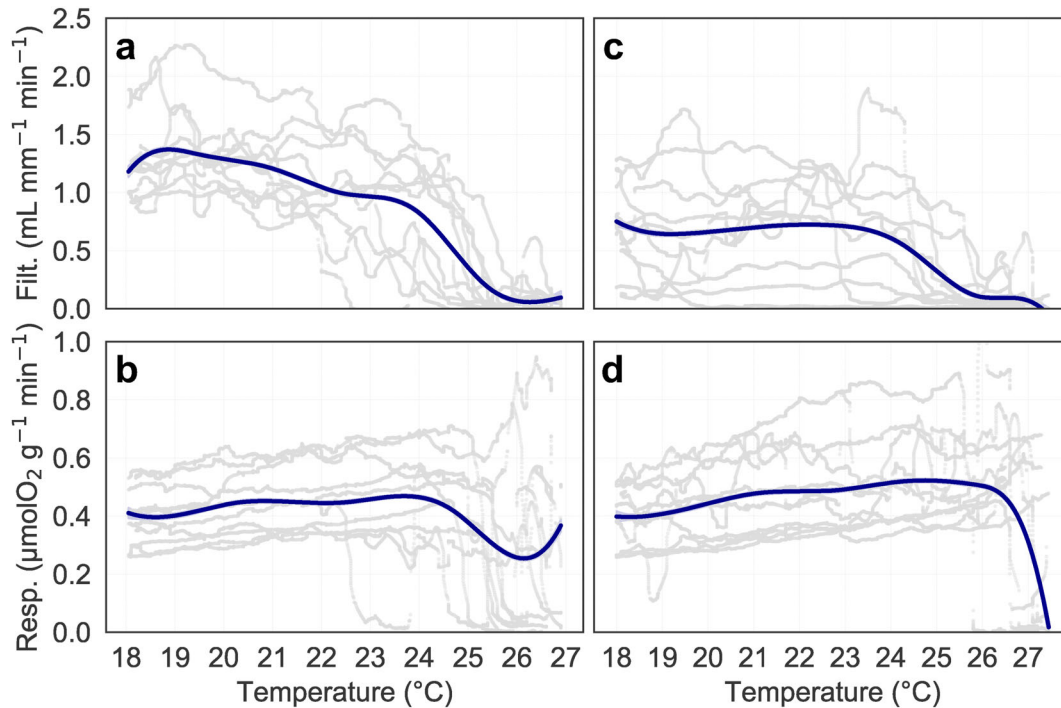 Filt. (mL mm⁻¹ min⁻¹)
2.5
2.0
1.5
1.0
0.5
0.0
a
c
Resp. (μmolO₂ g⁻¹ min⁻¹)
1.0
0.8
0.6
0.4
0.2
0.0
b
d
18 19 20 21 22 23 24 25 26 27
18 19 20 21 22 23 24 25 26 27
Temperature (°C)
Temperature (°C)